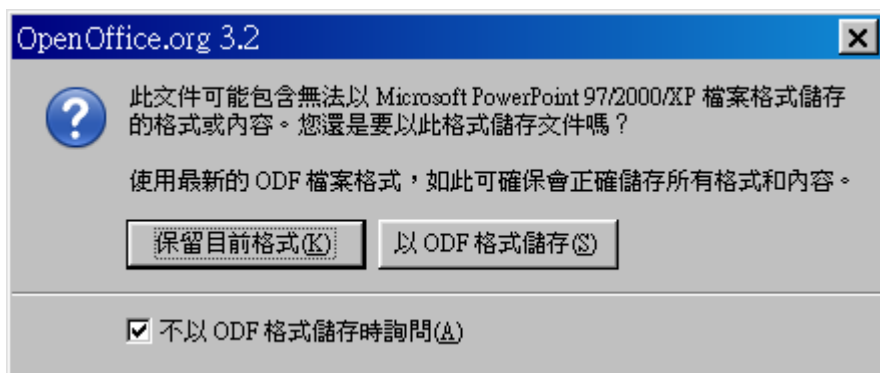 OpenOffice.org 3.2
此文件可能包含無法以 Microsoft PowerPoint 97/2000/XP 檔案格式儲存
的格式或內容。您還是要以此格式儲存文件嗎？
使用最新的 ODF 檔案格式，如此可確保會正確儲存所有格式和內容。
保留目前格式(K) 以 ODF 格式儲存(S)
不以 ODF 格式儲存時詢問(A)